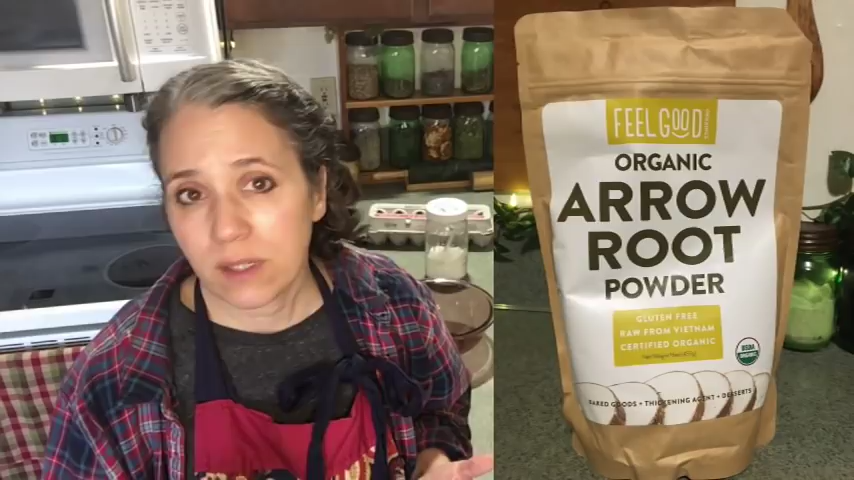 FEEL GOOD
ORGANIC
ARROW
ROOT
POWDER
GLUTEN FREE
RAW FROM VIETNAM
CERTIFIED ORGANIC
USDA
ORGANIC
BAKED GOODS • THICKENING AGENT • DESSERTS